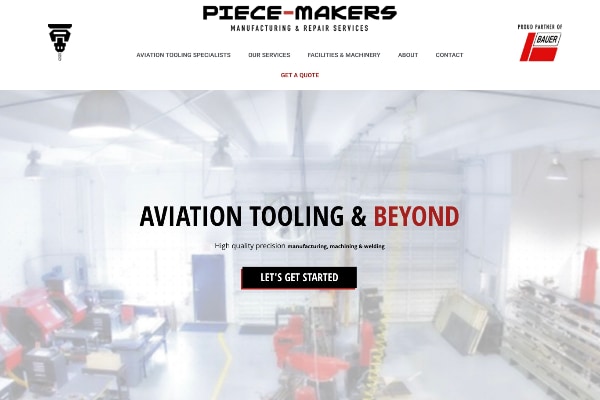 PIECE-MAKERS
MANUFACTURING & REPAIR SERVICES
PROUD PARTNER OF
BAUER
AVIATION TOOLING SPECIALISTS OUR SERVICES FACILITIES & MACHINERY ABOUT CONTACT
GET A QUOTE
AVIATION TOOLING & BEYOND
High quality precision manufacturing, machining & welding
LET'S GET STARTED